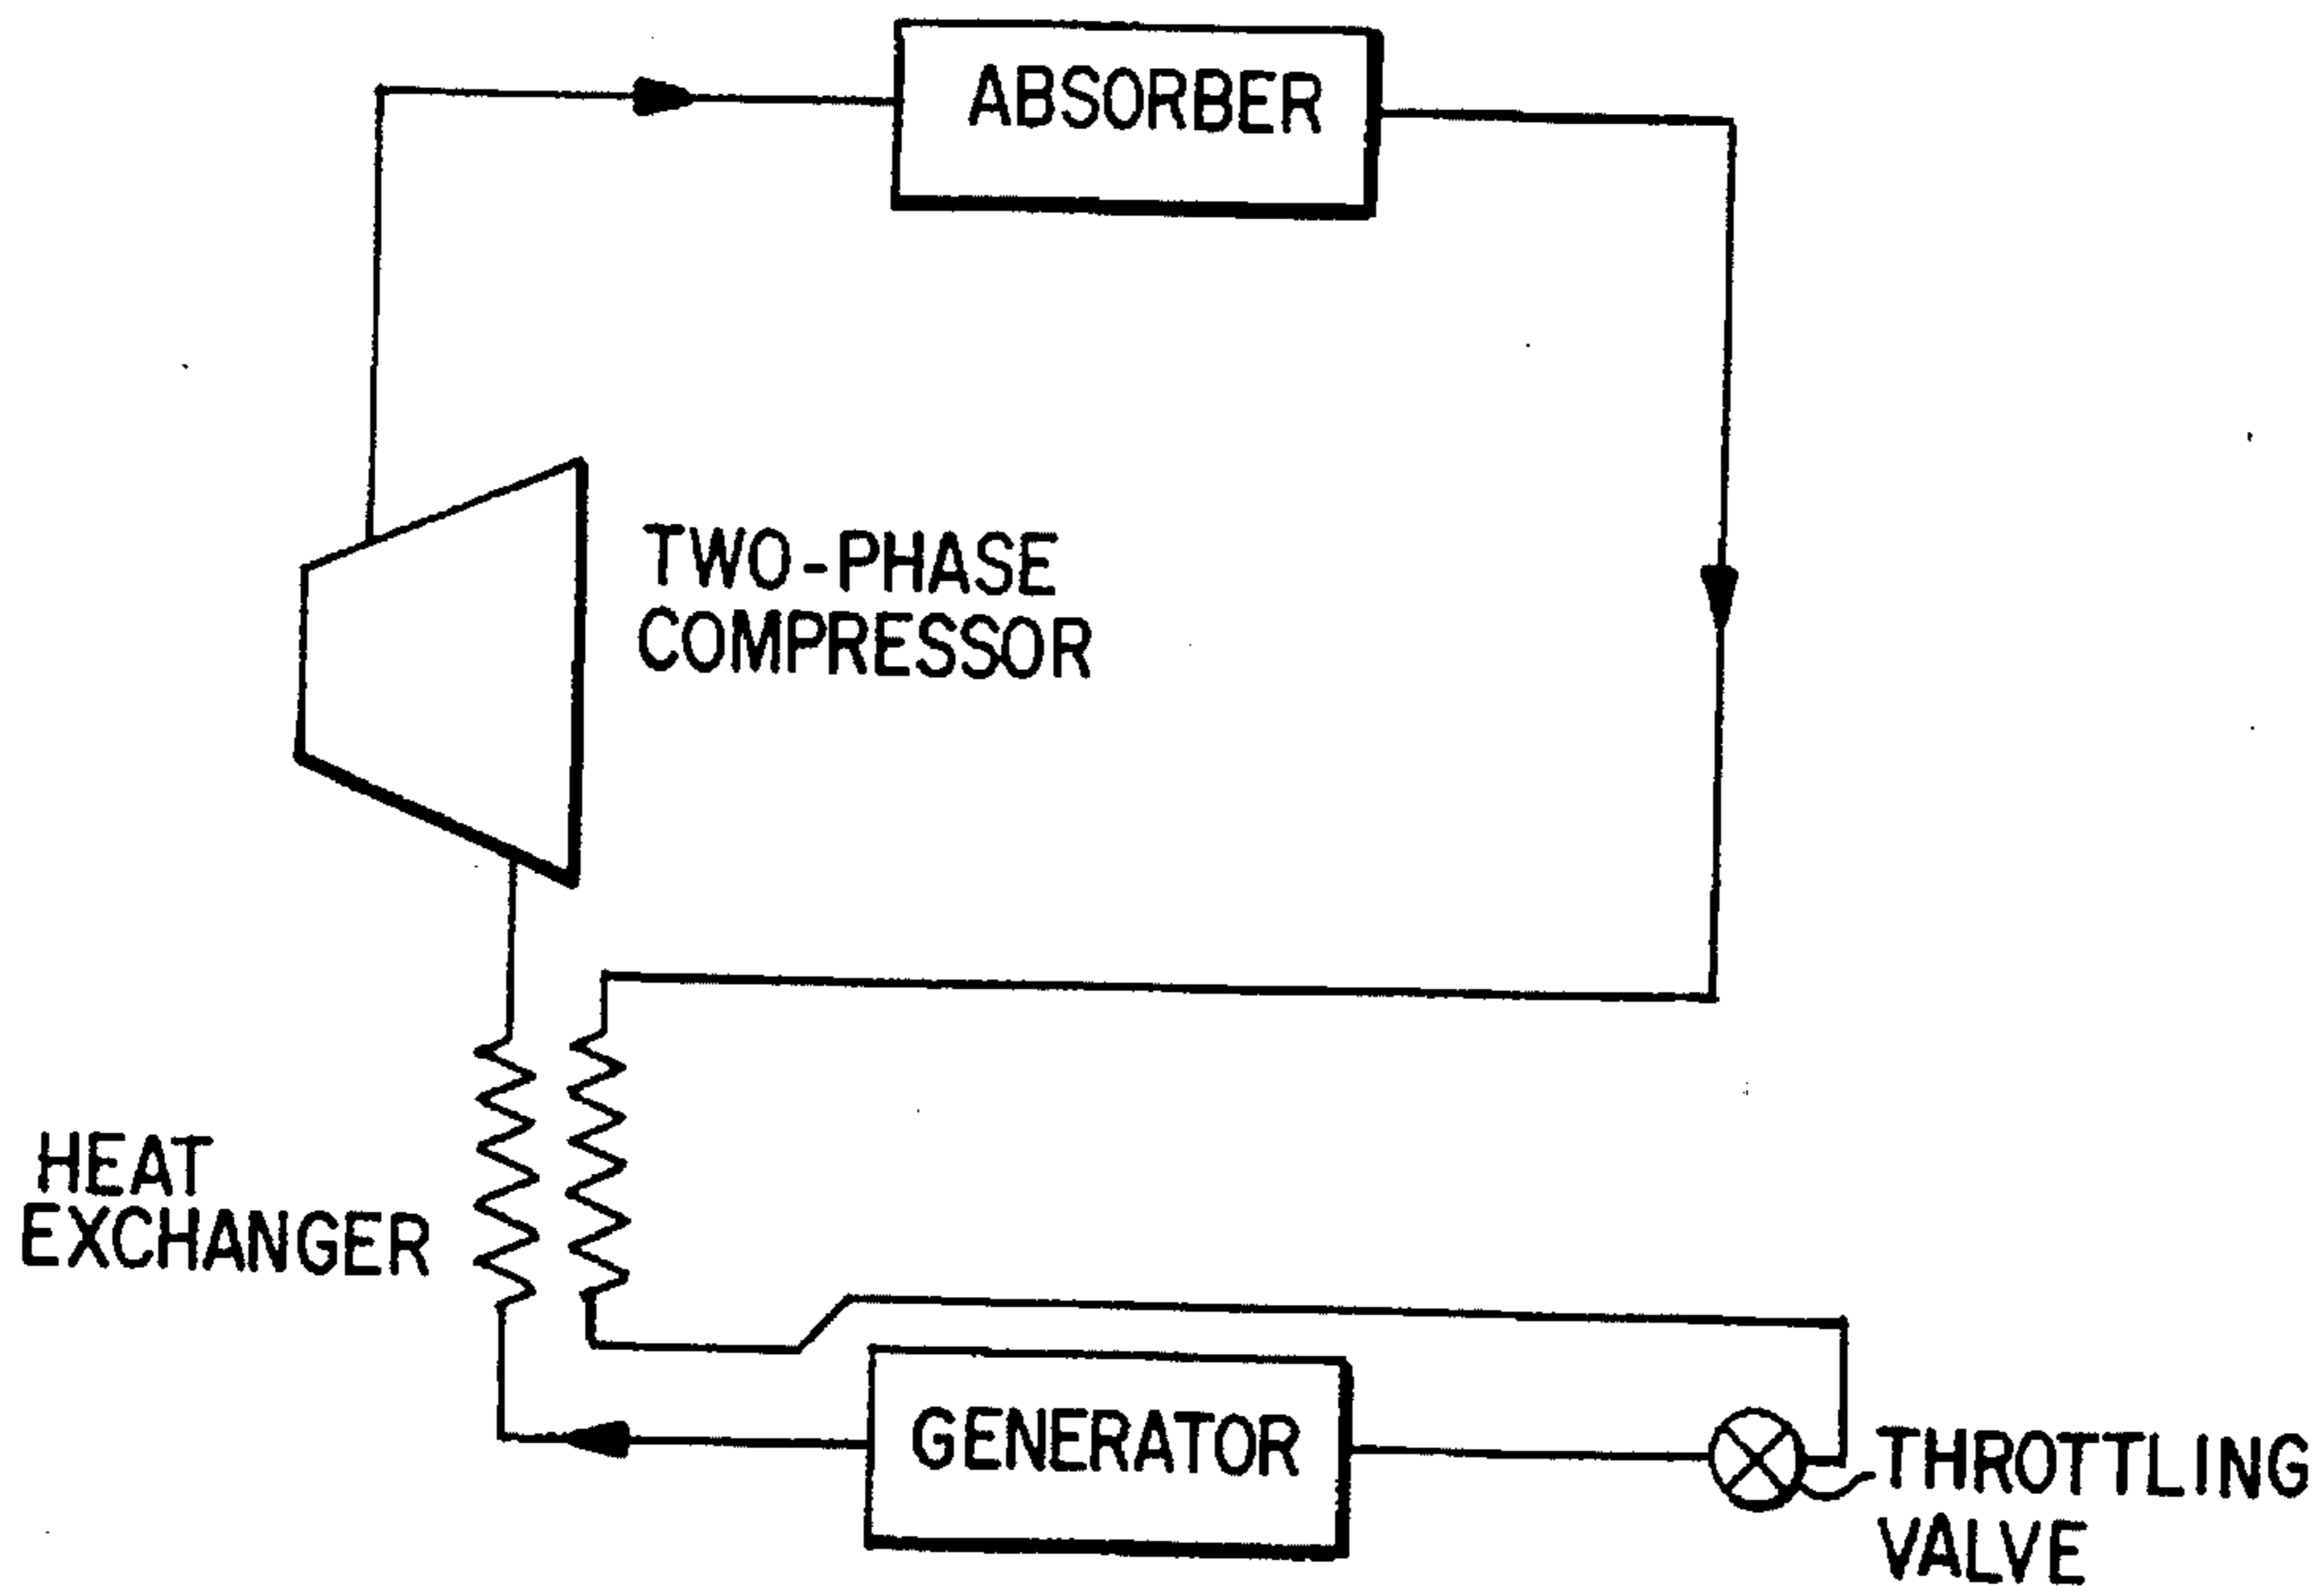 ABSORBER
TWO-PHASE
COMPRESSOR
HEAT
EXCHANGER
GENERATOR
THROTTLING
VALVE